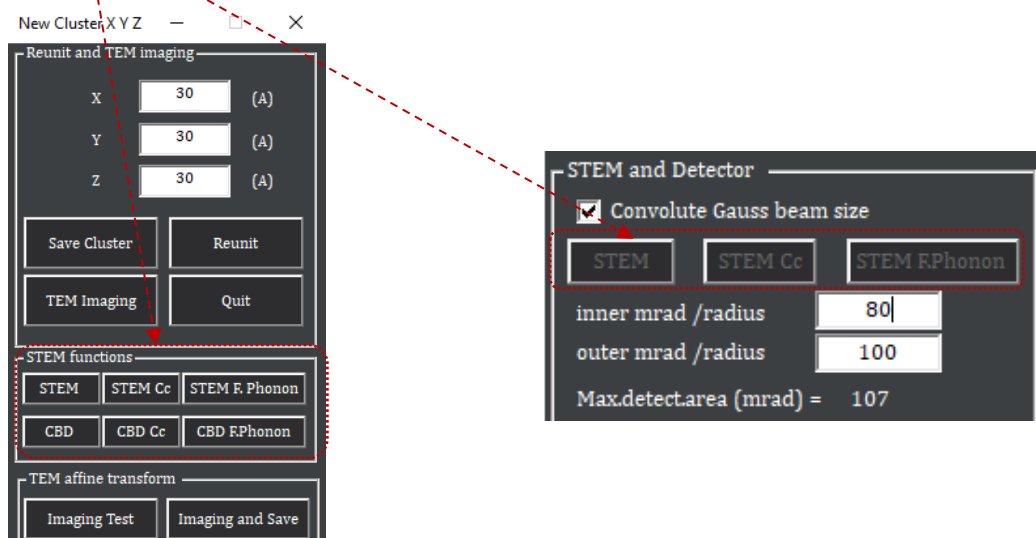 New Cluster X Y Z
Reunit and TEM imaging
X 30 (A)
Y 30 (A)
Z 30 (A)
Save Cluster Reunit
TEM Imaging Quit
STEM functions
STEM STEM Cc STEM F. Phonon
CBD CBD Cc CBD F.Phonon
TEM affine transform
Imaging Test Imaging and Save
STEM and Detector
Convolute Gauss beam size
STEM STEM Cc STEM F.Phonon
inner mrad /radius 80
outer mrad /radius 100
Max.detect.area (mrad) = 107